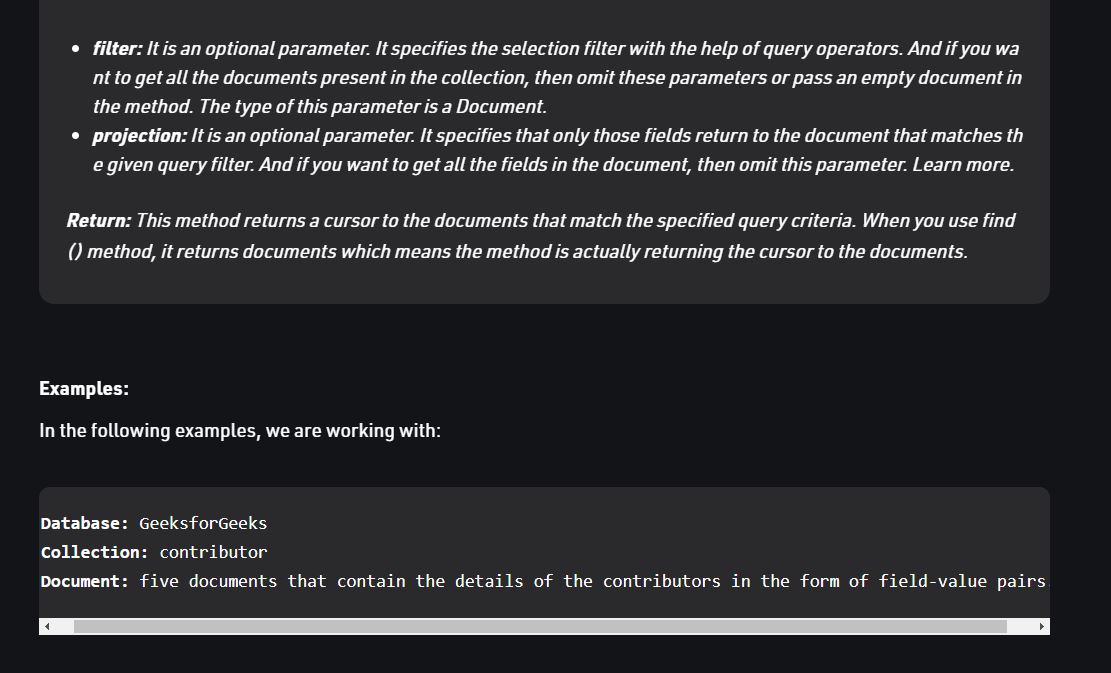 filter: It is an optional parameter. It specifies the selection filter with the help of query operators. And if you wa
nt to get all the documents present in the collection, then omit these parameters or pass an empty document in
the method. The type of this parameter is a Document.
projection: It is an optional parameter. It specifies that only those fields return to the document that matches th
e given query filter. And if you want to get all the fields in the document, then omit this parameter. Learn more.
Return: This method returns a cursor to the documents that match the specified query criteria. When you use find
() method, it returns documents which means the method is actually returning the cursor to the documents.
Examples:
In the following examples, we are working with:
Database: GeeksforGeeks
Collection: contributor
Document: five documents that contain the details of the contributors in the form of field-value pairs.